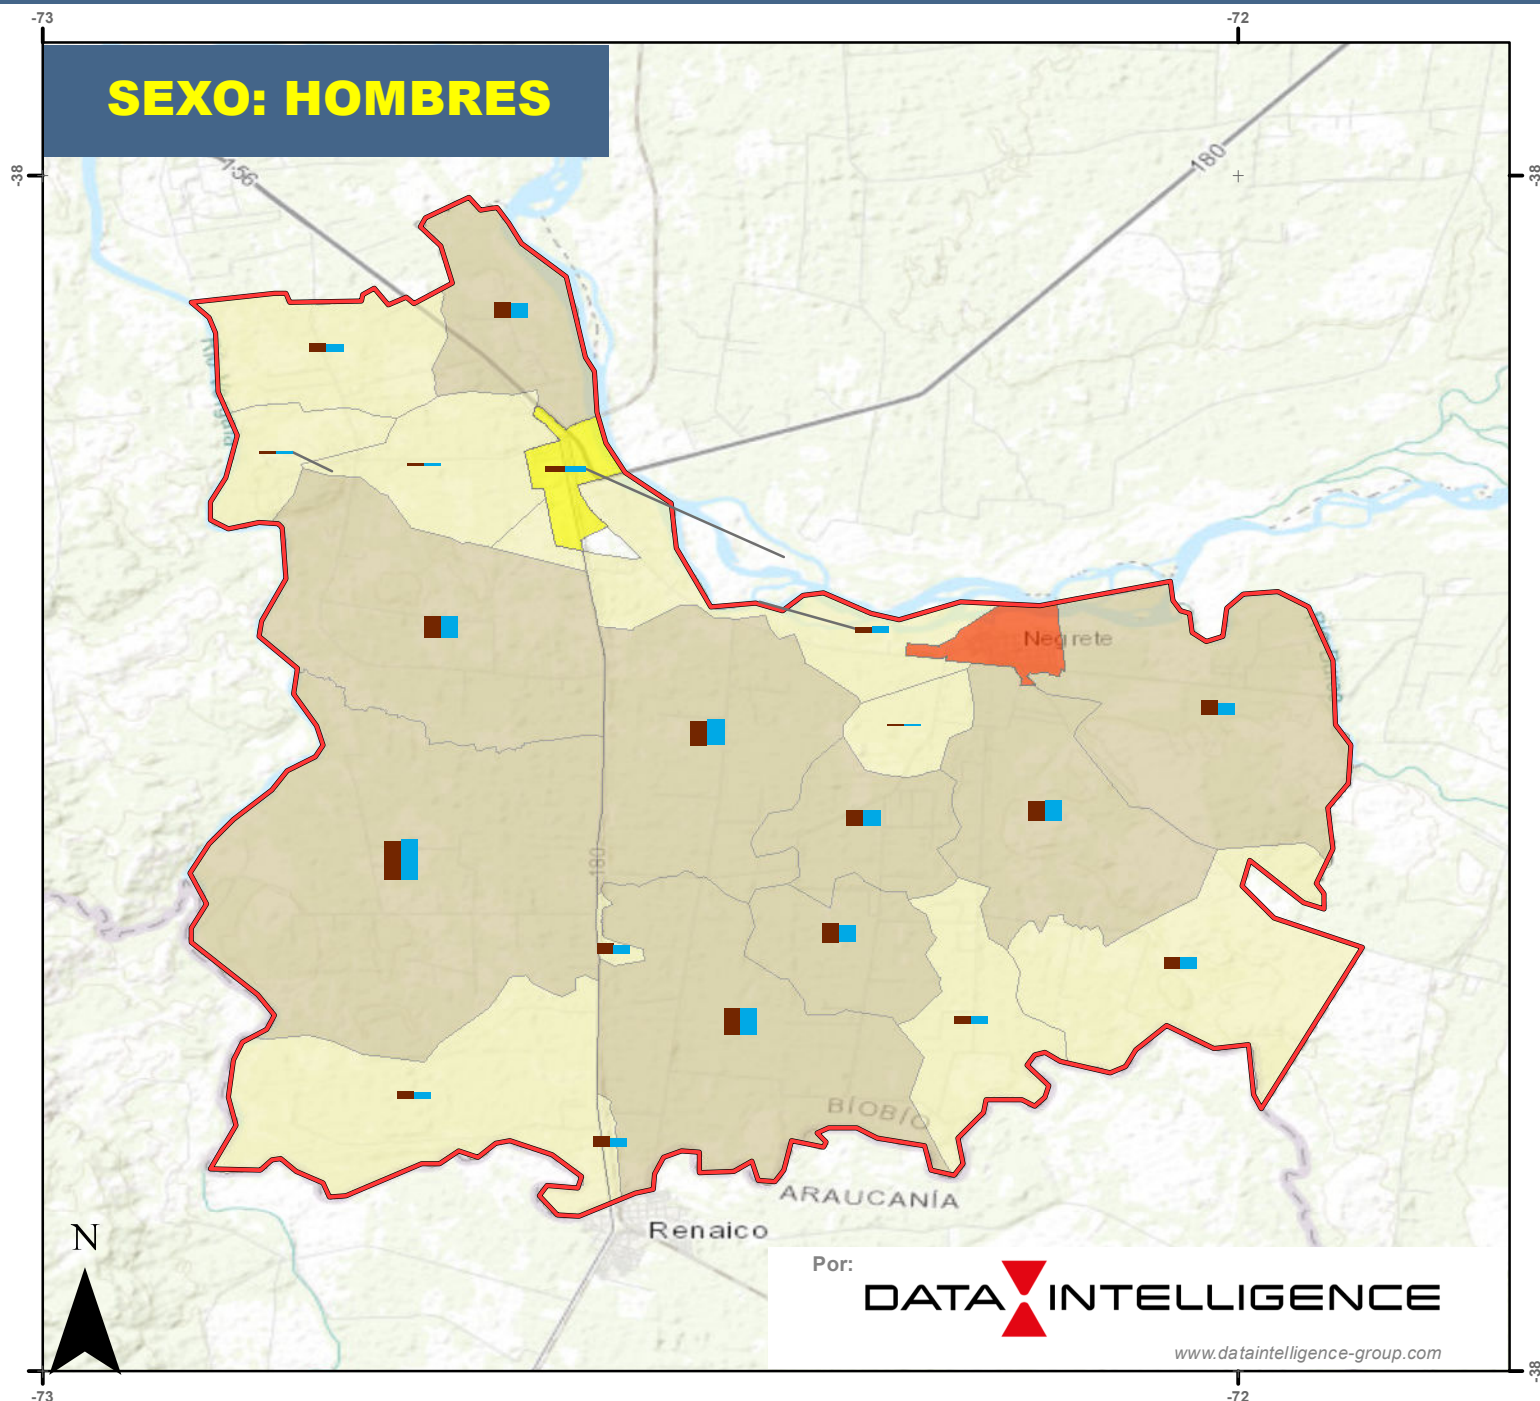 -73
-72
SEXO: HOMBRES
-38
-38
156
180
Negrete
180
BÍOBÍO
ARAUCANÍA
Renaico
N
Por:
DATA INTELLIGENCE
www.dataintelligence-group.com
-38
-73
-72